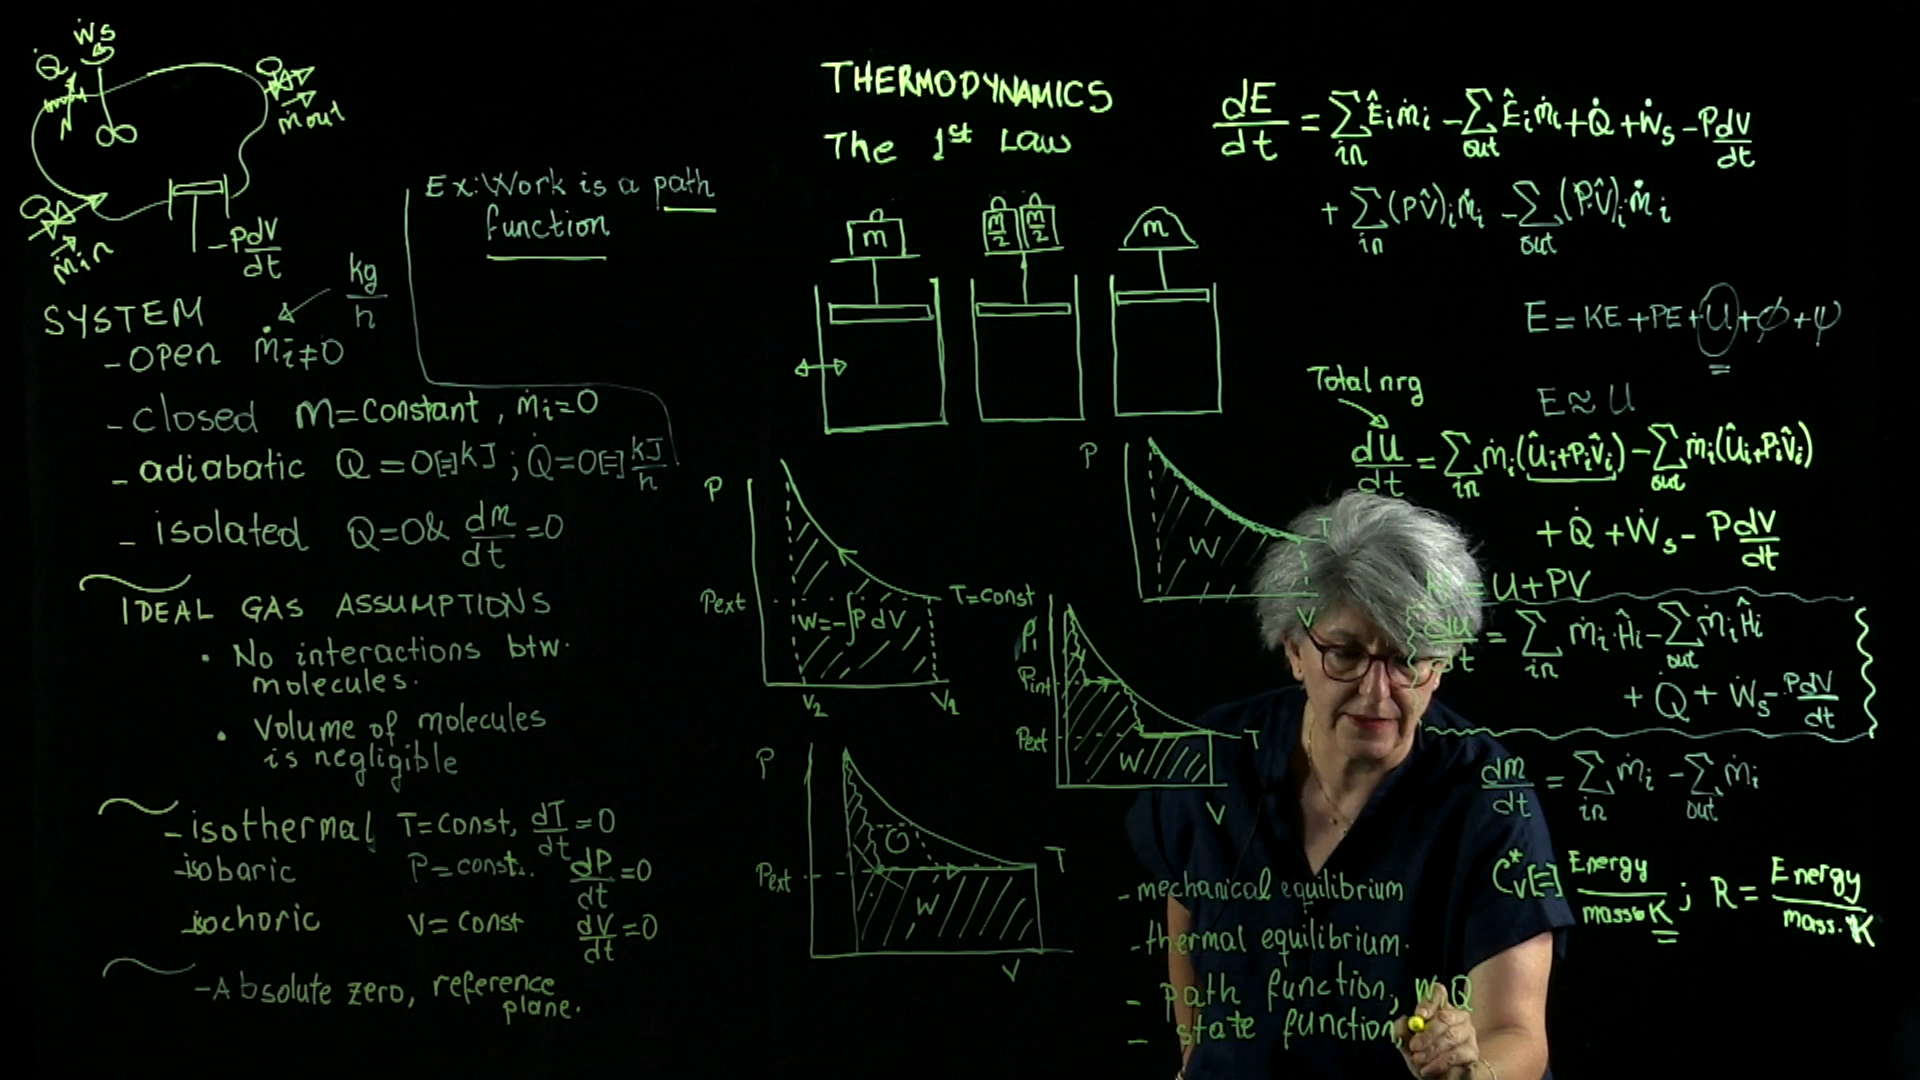 Ẇs
Q̇
ṁout
ṁin
-PdV/dt
SYSTEM
kg/h
- open ṁi≠0
- closed m=constant, ṁi=0
- adiabatic Q=0[=]kJ; Q̇=0[=]kJ/h
- isolated Q=0& dm/dt=0
IDEAL GAS ASSUMPTIONS
• No interactions btw.
molecules.
• Volume of molecules
is negligible
-isothermal T=const, dT/dt=0
-isobaric P=const. dP/dt=0
-isochoric V=const dV/dt=0
-Absolute zero, reference
plane.
Ex: Work is a path
function
THERMODYNAMICS
The 1st Law
m
m/2 m/2
m
P
Pext
W=-∫PdV
T=const
V2 V1
P
W
T
V
P1
Pint
Pext
W
T
V
P
Pext
W
T
V
- mechanical equilibrium
- thermal equilibrium.
- path function, W, Q
- state function,
dE/dt = Σin Êiṁi - Σout Êiṁi + Q̇ + Ẇs - PdV/dt
+ Σin (PV̂)iṁi - Σout (PV̂)iṁi
E = KE + PE + U + φ + ψ
Total nrg
E ≈ U
dU/dt = Σin ṁi(Ûi+PiV̂i) - Σout ṁi(Ûi+PiV̂i)
+ Q̇ + Ẇs - PdV/dt
= U + PV
dU/dt = Σin ṁiĤi - Σout ṁiĤi
+ Q̇ + Ẇs - PdV/dt
dm/dt = Σin ṁi - Σout ṁi
Cv*[=] Energy/mass·K; R = Energy/mass·K